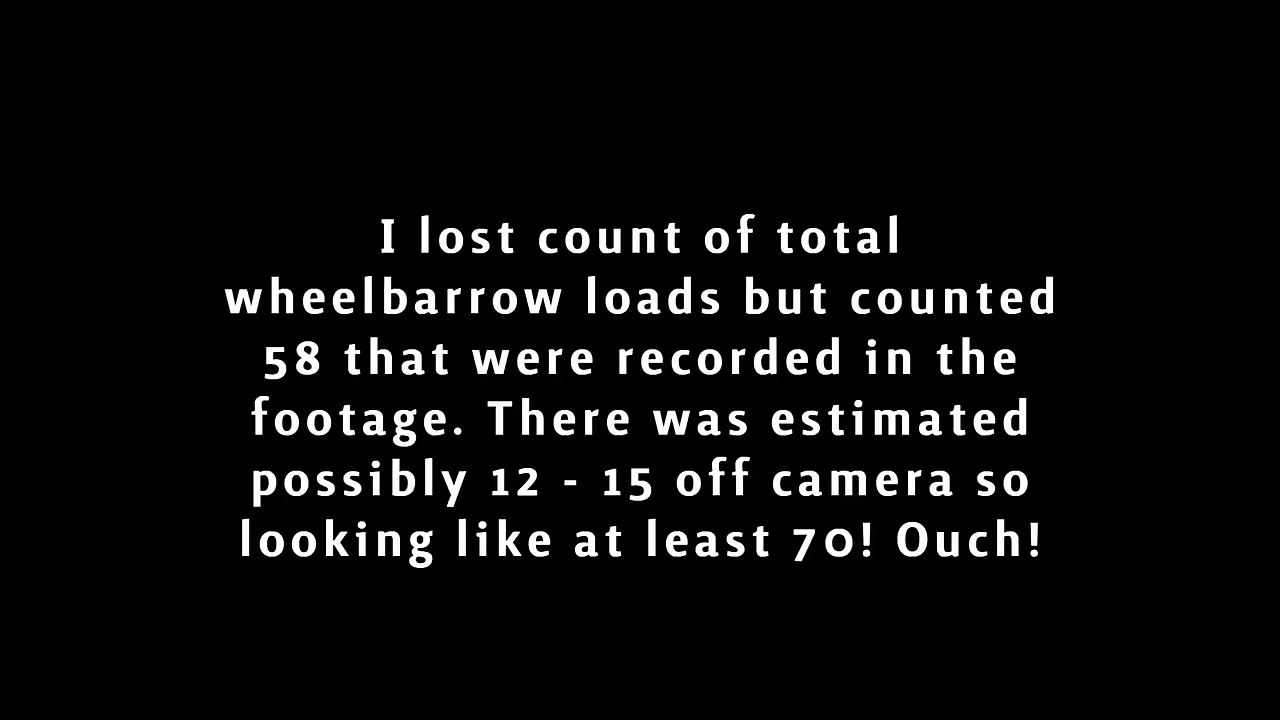 I lost count of total
wheelbarrow loads but counted
58 that were recorded in the
footage. There was estimated
possibly 12 - 15 off camera so
looking like at least 70! Ouch!